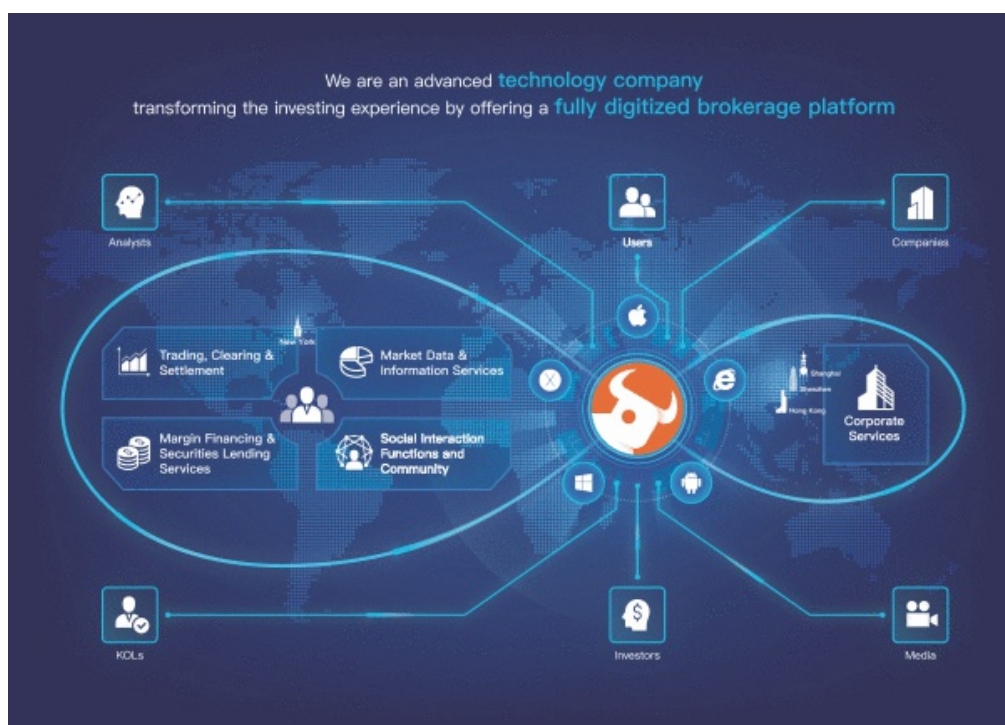 We are an advanced technology company
transforming the investing experience by offering a fully digitized brokerage platform
Analysts
Users
Companies
New York
Trading, Clearing &
Settlement
Market Data &
Information Services
Margin Financing &
Securities Lending
Services
Social Interaction
Functions and
Community
Shanghai
Shenzhen
Hong Kong
Corporate
Services
KOLs
Investors
Media